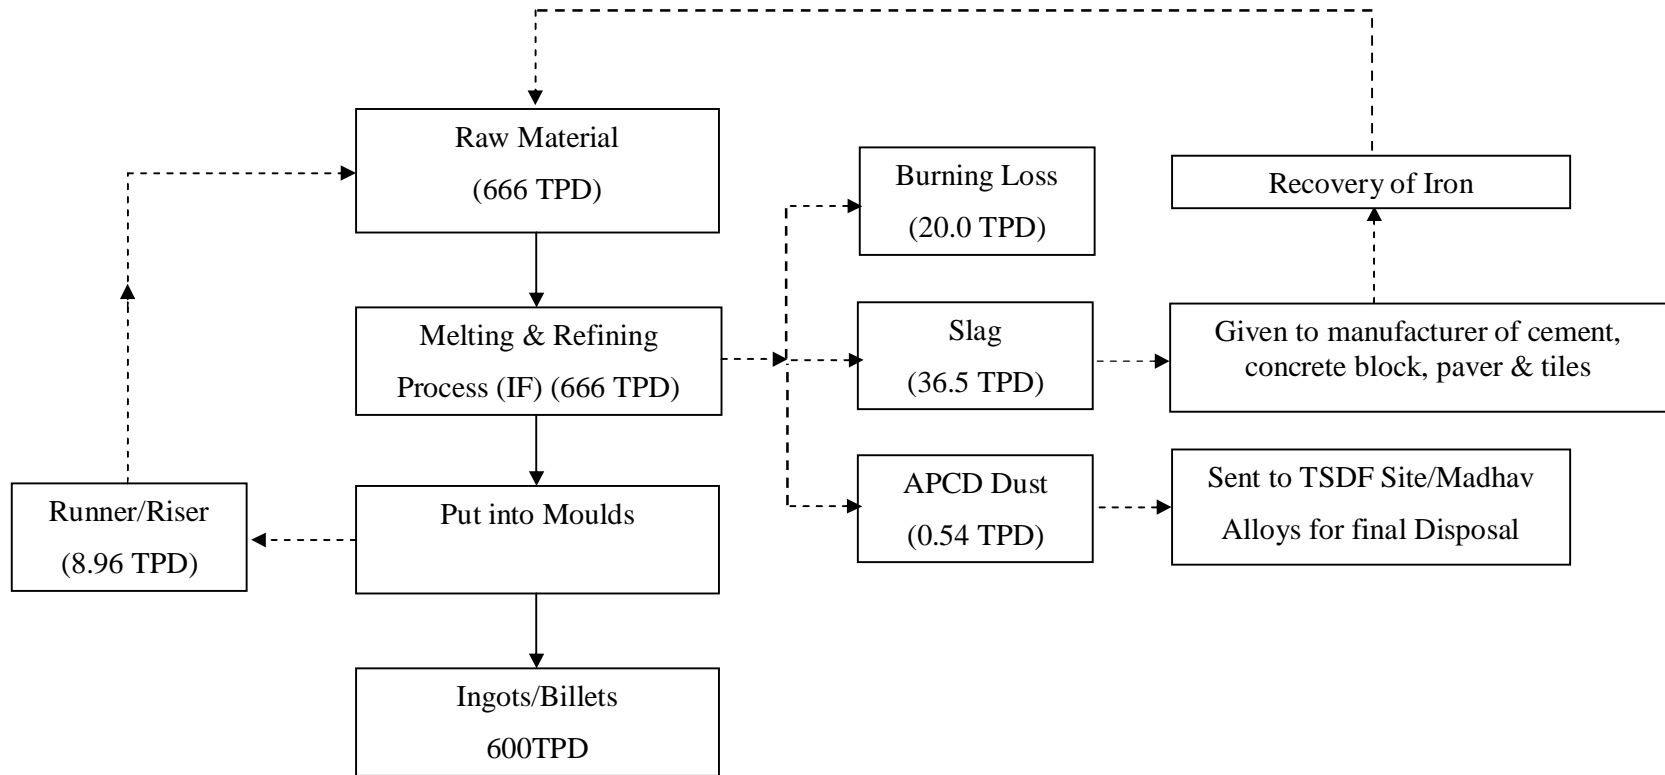 Raw Material
(666 TPD)
Burning Loss
(20.0 TPD)
Recovery of Iron
Melting & Refining
Process (IF) (666 TPD)
Slag
(36.5 TPD)
Given to manufacturer of cement,
concrete block, paver & tiles
Runner/Riser
(8.96 TPD)
Put into Moulds
APCD Dust
(0.54 TPD)
Sent to TSDF Site/Madhav
Alloys for final Disposal
Ingots/Billets
600TPD